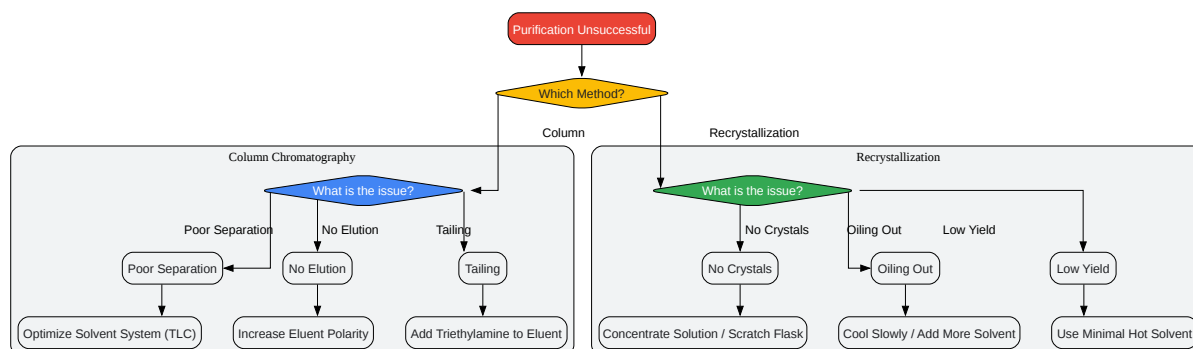 Purification Unsuccessful
Which Method?
Column
Recrystallization
Column Chromatography
Recrystallization
What is the issue?
What is the issue?
Poor Separation
No Elution
Tailing
No Crystals
Oiling Out
Low Yield
Poor Separation
No Elution
Tailing
No Crystals
Oiling Out
Low Yield
Optimize Solvent System (TLC)
Increase Eluent Polarity
Add Triethylamine to Eluent
Concentrate Solution / Scratch Flask
Cool Slowly / Add More Solvent
Use Minimal Hot Solvent